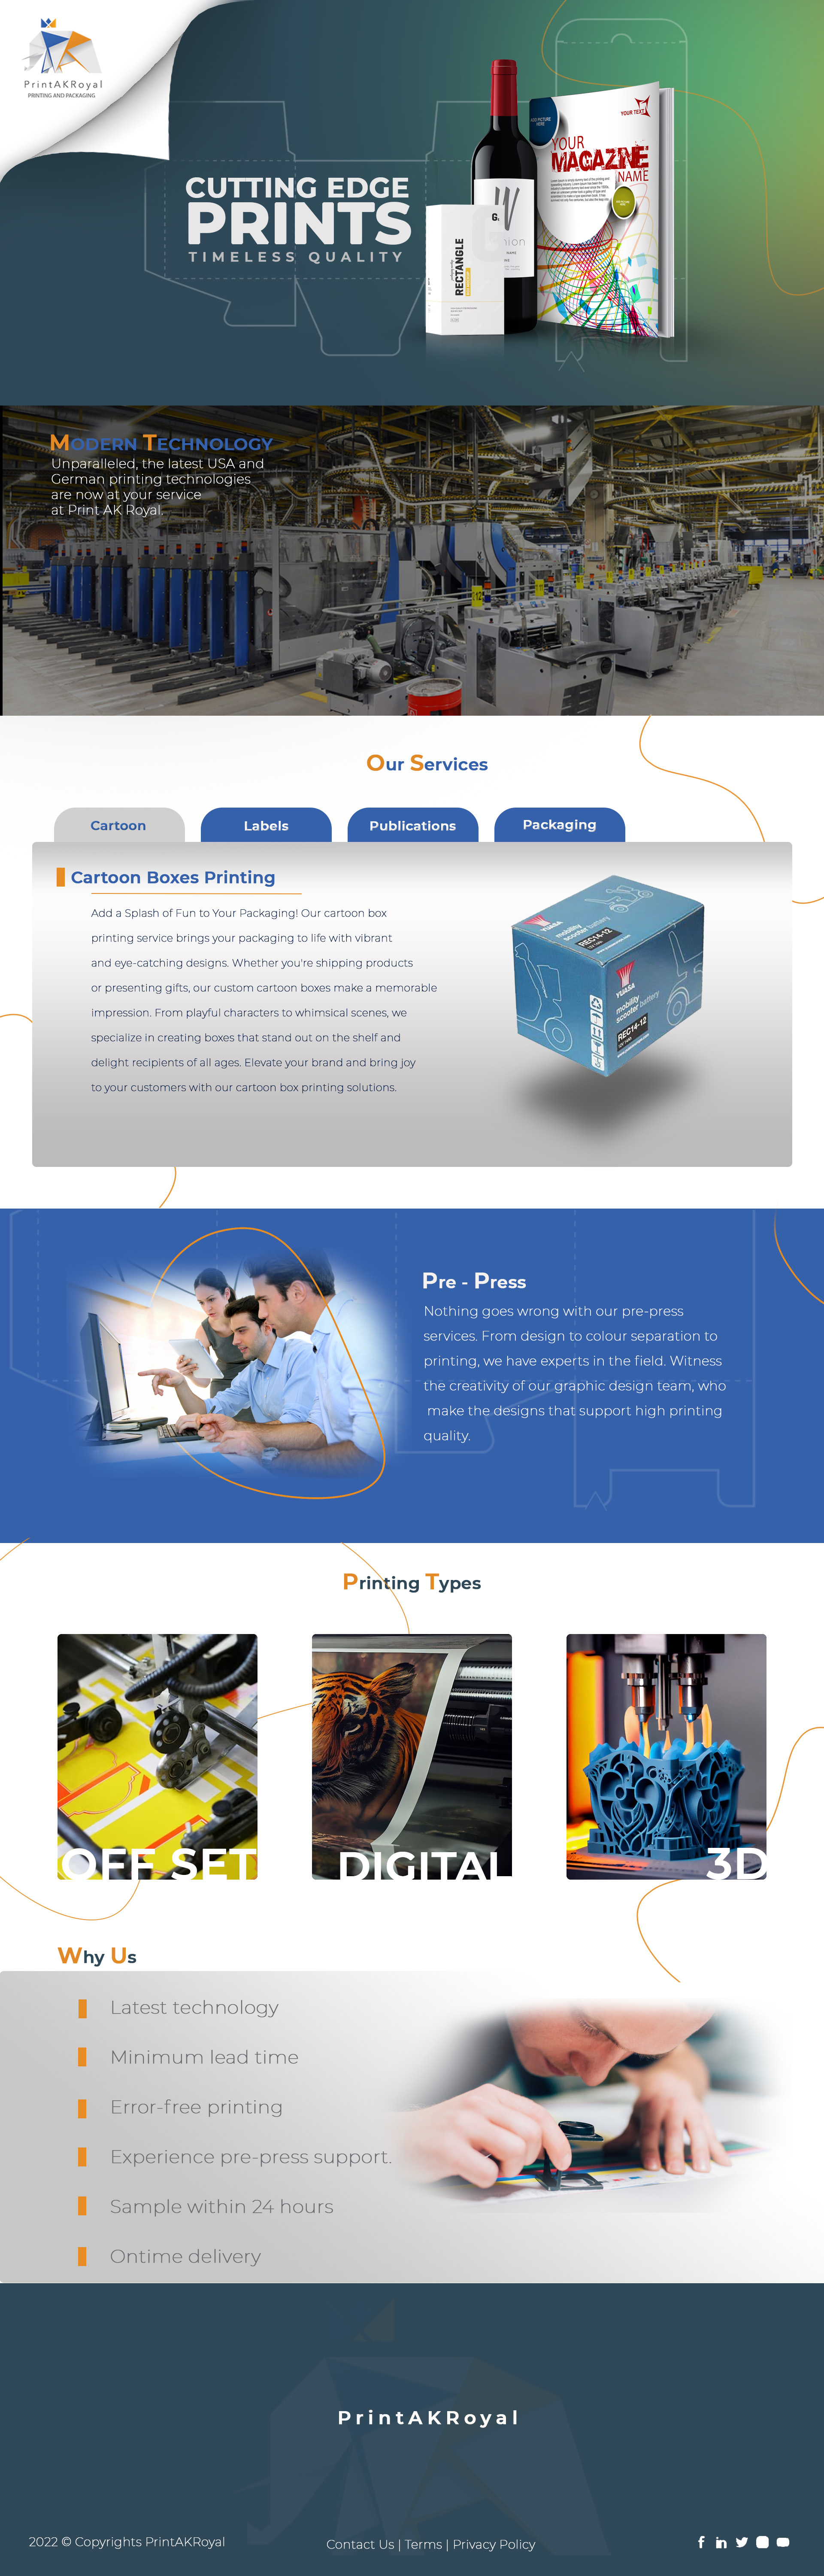 PrintAKRoyal
PRINTING AND PACKAGING
CUTTING EDGE
PRINTS
TIMELESS QUALITY
YOUR TEXT
ADD PICTURE
HERE
YOUR
MAGAZINE
NAME
RECTANGLE
MODERN TECHNOLOGY
Unparalleled, the latest USA and
German printing technologies
are now at your service
at Print AK Royal.
Our Services
Cartoon
Labels
Publications
Packaging
Cartoon Boxes Printing
Add a Splash of Fun to Your Packaging! Our cartoon box
printing service brings your packaging to life with vibrant
and eye-catching designs. Whether you're shipping products
or presenting gifts, our custom cartoon boxes make a memorable
impression. From playful characters to whimsical scenes, we
specialize in creating boxes that stand out on the shelf and
delight recipients of all ages. Elevate your brand and bring joy
to your customers with our cartoon box printing solutions.
YUASA
mobility
scooter battery
REC14-12
YUASA
mobility
scooter battery
REC14-12
Pre - Press
Nothing goes wrong with our pre-press
services. From design to colour separation to
printing, we have experts in the field. Witness
the creativity of our graphic design team, who
make the designs that support high printing
quality.
Printing Types
OFF SET
DIGITAL
3D
Why Us
Latest technology
Minimum lead time
Error-free printing
Experience pre-press support.
Sample within 24 hours
Ontime delivery
PrintAKRoyal
2022 © Copyrights PrintAKRoyal
Contact Us | Terms | Privacy Policy